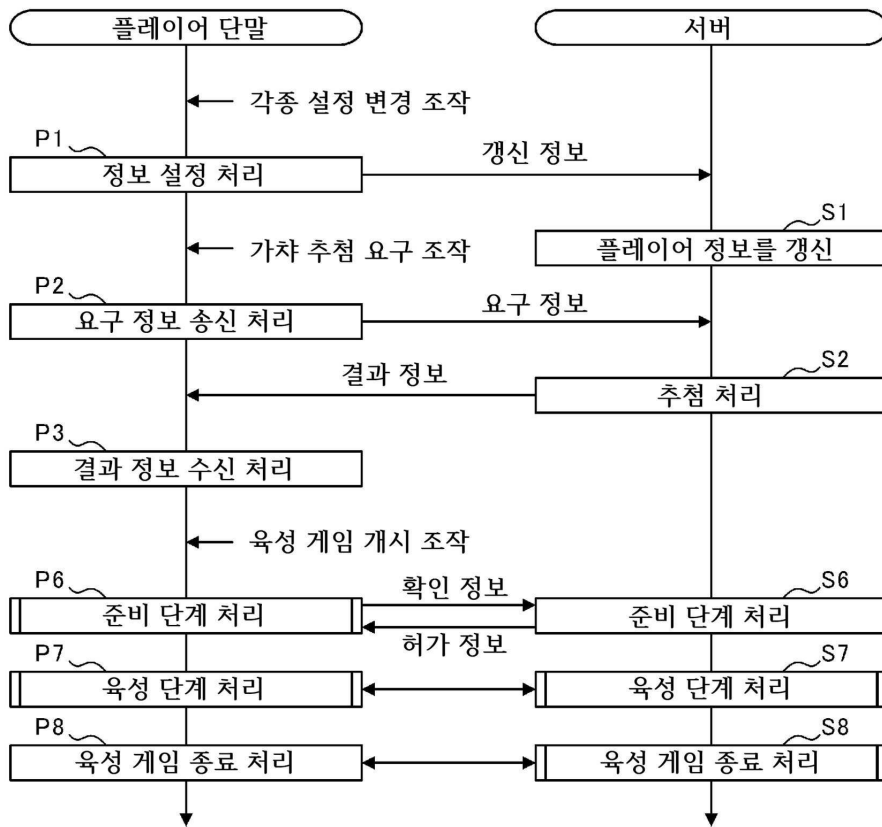 플레이어 단말
서버
각종 설정 변경 조작
P1
정보 설정 처리
갱신 정보
S1
플레이어 정보를 갱신
가챠 추첨 요구 조작
P2
요구 정보 송신 처리
요구 정보
S2
추첨 처리
결과 정보
P3
결과 정보 수신 처리
육성 게임 개시 조작
P6
준비 단계 처리
확인 정보
허가 정보
S6
준비 단계 처리
P7
육성 단계 처리
S7
육성 단계 처리
P8
육성 게임 종료 처리
S8
육성 게임 종료 처리